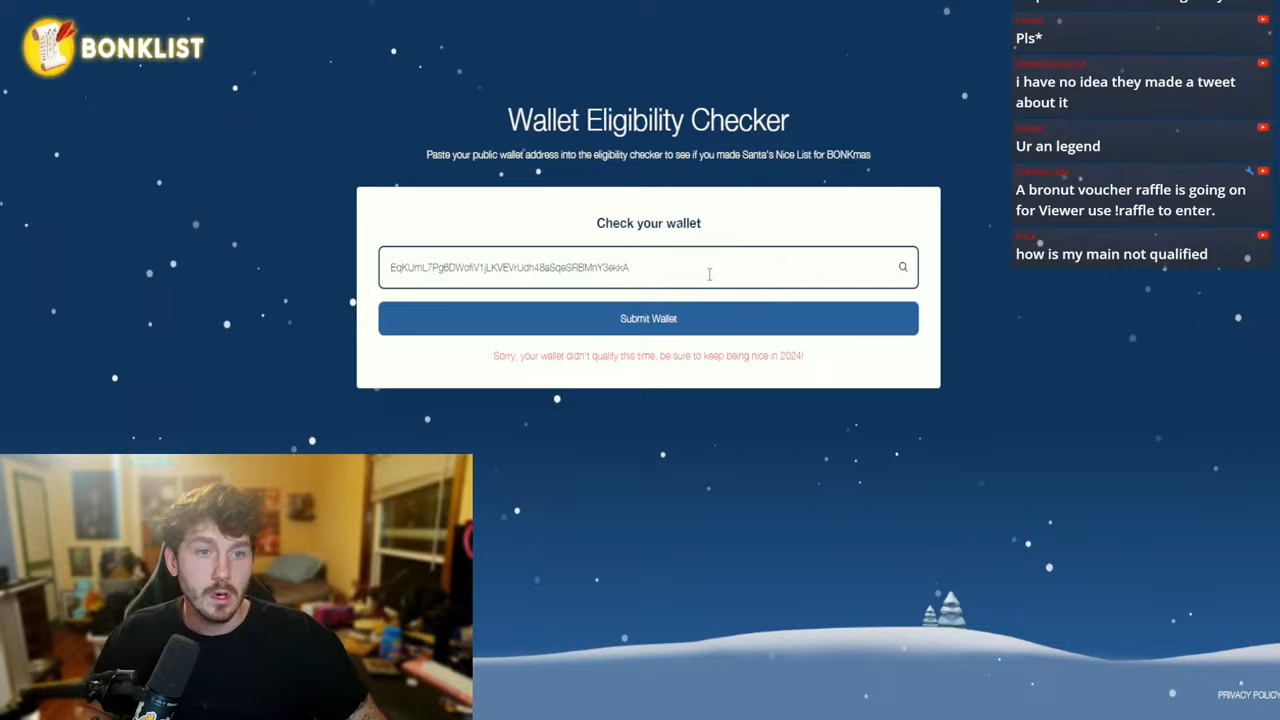 BONKLIST
Wallet Eligibility Checker
Paste your public wallet address into the eligibility checker to see if you made Santa's Nice List for BONKmas
Check your wallet
Submit Wallet
Sorry, your wallet didn't qualify this time, be sure to keep being nice in 2024!
Pls*
i have no idea they made a tweet
about it
Ur an legend
A bronut voucher raffle is going on
for Viewer use !raffle to enter.
how is my main not qualified
PRIVACY POLICY